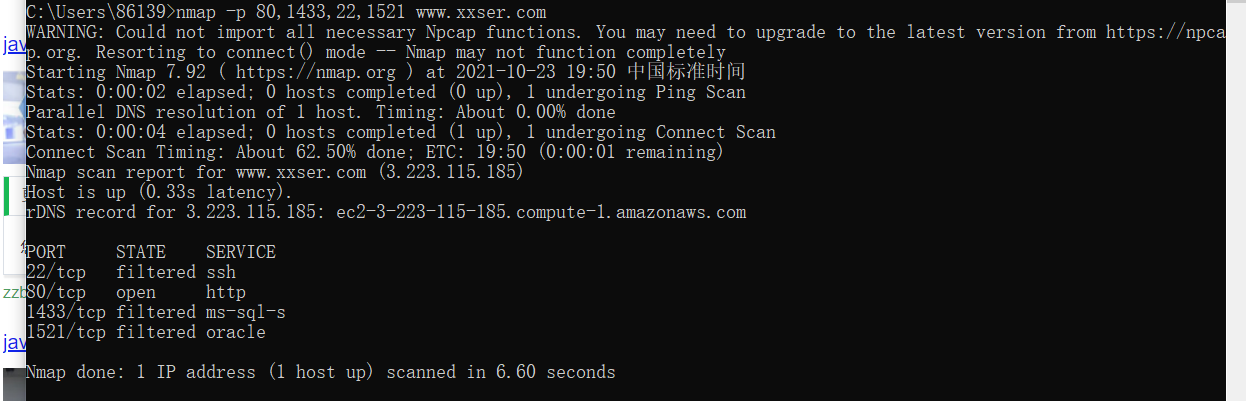 C:\Users\86139>nmap -p 80,1433,22,1521 www.xxser.com
WARNING: Could not import all necessary Npcap functions. You may need to upgrade to the latest version from https://npca
p.org. Resorting to connect() mode -- Nmap may not function completely
Starting Nmap 7.92 ( https://nmap.org ) at 2021-10-23 19:50 中国标准时间
Stats: 0:00:02 elapsed; 0 hosts completed (0 up), 1 undergoing Ping Scan
Parallel DNS resolution of 1 host. Timing: About 0.00% done
Stats: 0:00:04 elapsed; 0 hosts completed (1 up), 1 undergoing Connect Scan
Connect Scan Timing: About 62.50% done; ETC: 19:50 (0:00:01 remaining)
Nmap scan report for www.xxser.com (3.223.115.185)
Host is up (0.33s latency).
rDNS record for 3.223.115.185: ec2-3-223-115-185.compute-1.amazonaws.com
PORT STATE SERVICE
22/tcp filtered ssh
80/tcp open http
1433/tcp filtered ms-sql-s
1521/tcp filtered oracle
Nmap done: 1 IP address (1 host up) scanned in 6.60 seconds
jav
zzb
jav